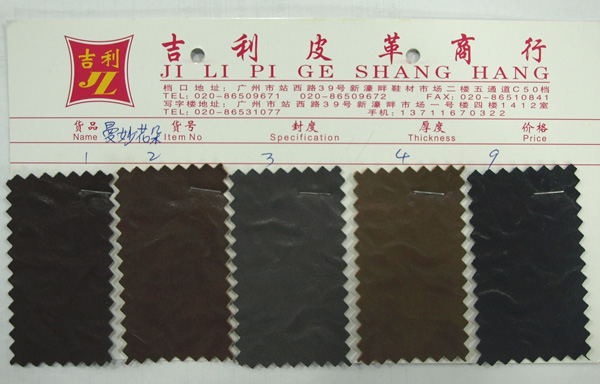 吉利
JL
吉利皮革商行
JI LI PI GE SHANG HANG
档口地址:广州市站西路39号新濠畔鞋材市场二楼五通道C50档
TEL:020-86509671 020-86509672 FAX:020-86510841
写字楼地址:广州市站西路39号新濠畔市场一号楼四楼1412室
TEL:020-86531077 手机:13711670322
货品 货号 封度 厚度 价格
Name 曼妙花朵 Item No Specification Thickness Price
1 2 3 4 9